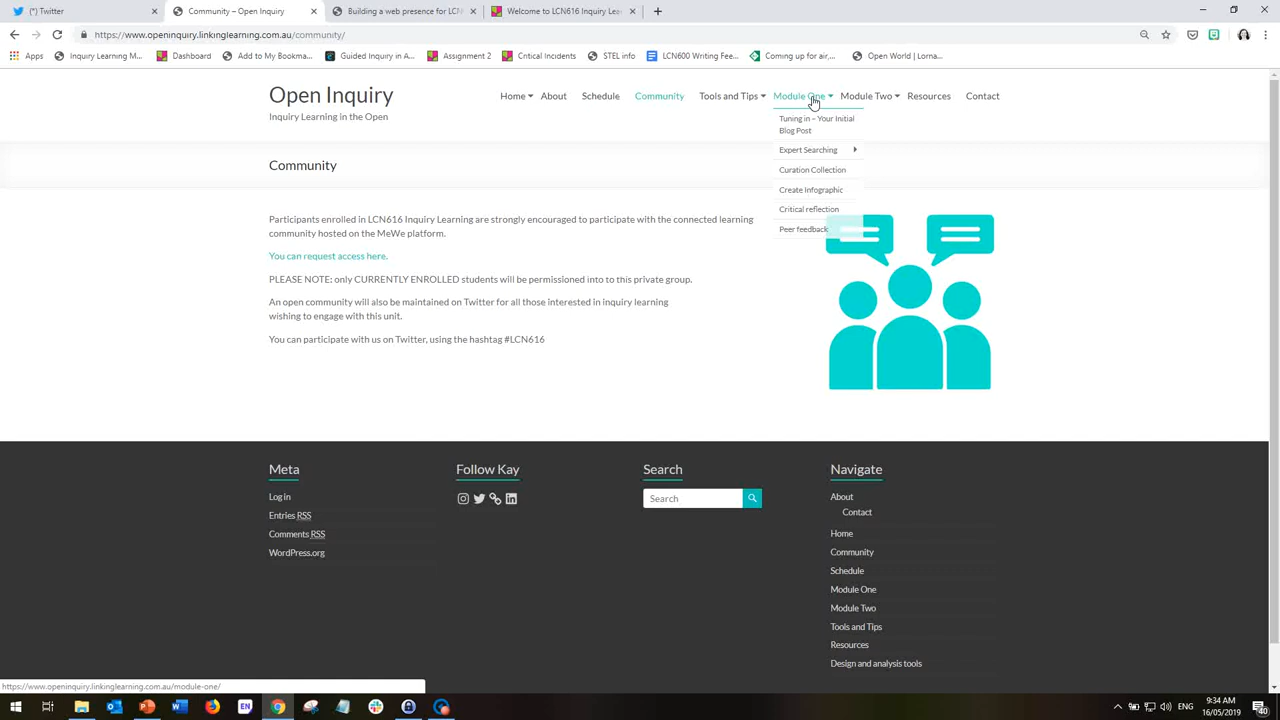 (*) Twitter
Community – Open Inquiry
Building a web presence for LCN
Welcome to LCN616 Inquiry Lea
https://www.openinquiry.linkinglearning.com.au/community/
Apps
Inquiry Learning M...
Dashboard
Add to My Bookma...
Guided Inquiry in A...
Assignment 2
Critical Incidents
STEL info
LCN600 Writing Fee...
Coming up for air,...
Open World | Lorna...
Open Inquiry
Inquiry Learning in the Open
Home
About
Schedule
Community
Tools and Tips
Module One
Module Two
Resources
Contact
Tuning in – Your Initial
Blog Post
Expert Searching
Curation Collection
Create Infographic
Critical reflection
Peer feedback
Community
Participants enrolled in LCN616 Inquiry Learning are strongly encouraged to participate with the connected learning
community hosted on the MeWe platform.
You can request access here.
PLEASE NOTE: only CURRENTLY ENROLLED students will be permissioned into to this private group.
An open community will also be maintained on Twitter for all those interested in inquiry learning
wishing to engage with this unit.
You can participate with us on Twitter, using the hashtag #LCN616
Meta
Log in
Entries RSS
Comments RSS
WordPress.org
Follow Kay
Search
Search
Navigate
About
Contact
Home
Community
Schedule
Module One
Module Two
Tools and Tips
Resources
Design and analysis tools
https://www.openinquiry.linkinglearning.com.au/module-one/
EN
ENG
9:34 AM
16/05/2019
40